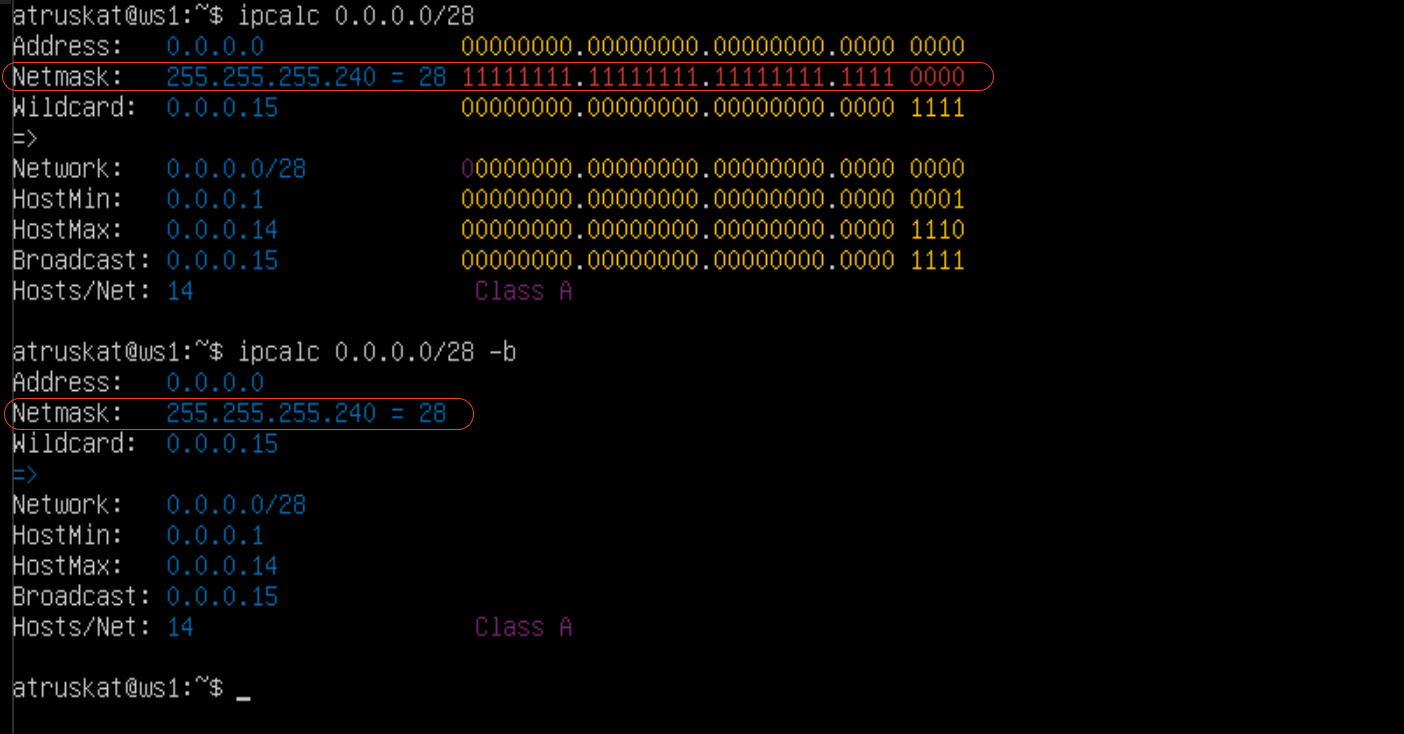 atruskat@ws1:~$ ipcalc 0.0.0.0/28
Address:   0.0.0.0              00000000.00000000.00000000.0000 0000
Netmask:   255.255.255.240 = 28 11111111.11111111.11111111.1111 0000
Wildcard:  0.0.0.15             00000000.00000000.00000000.0000 1111
=>
Network:   0.0.0.0/28           00000000.00000000.00000000.0000 0000
HostMin:   0.0.0.1              00000000.00000000.00000000.0000 0001
HostMax:   0.0.0.14             00000000.00000000.00000000.0000 1110
Broadcast: 0.0.0.15             00000000.00000000.00000000.0000 1111
Hosts/Net: 14                    Class A
atruskat@ws1:~$ ipcalc 0.0.0.0/28 -b
Address:   0.0.0.0
Netmask:   255.255.255.240 = 28
Wildcard:  0.0.0.15
=>
Network:   0.0.0.0/28
HostMin:   0.0.0.1
HostMax:   0.0.0.14
Broadcast: 0.0.0.15
Hosts/Net: 14                    Class A
atruskat@ws1:~$ _